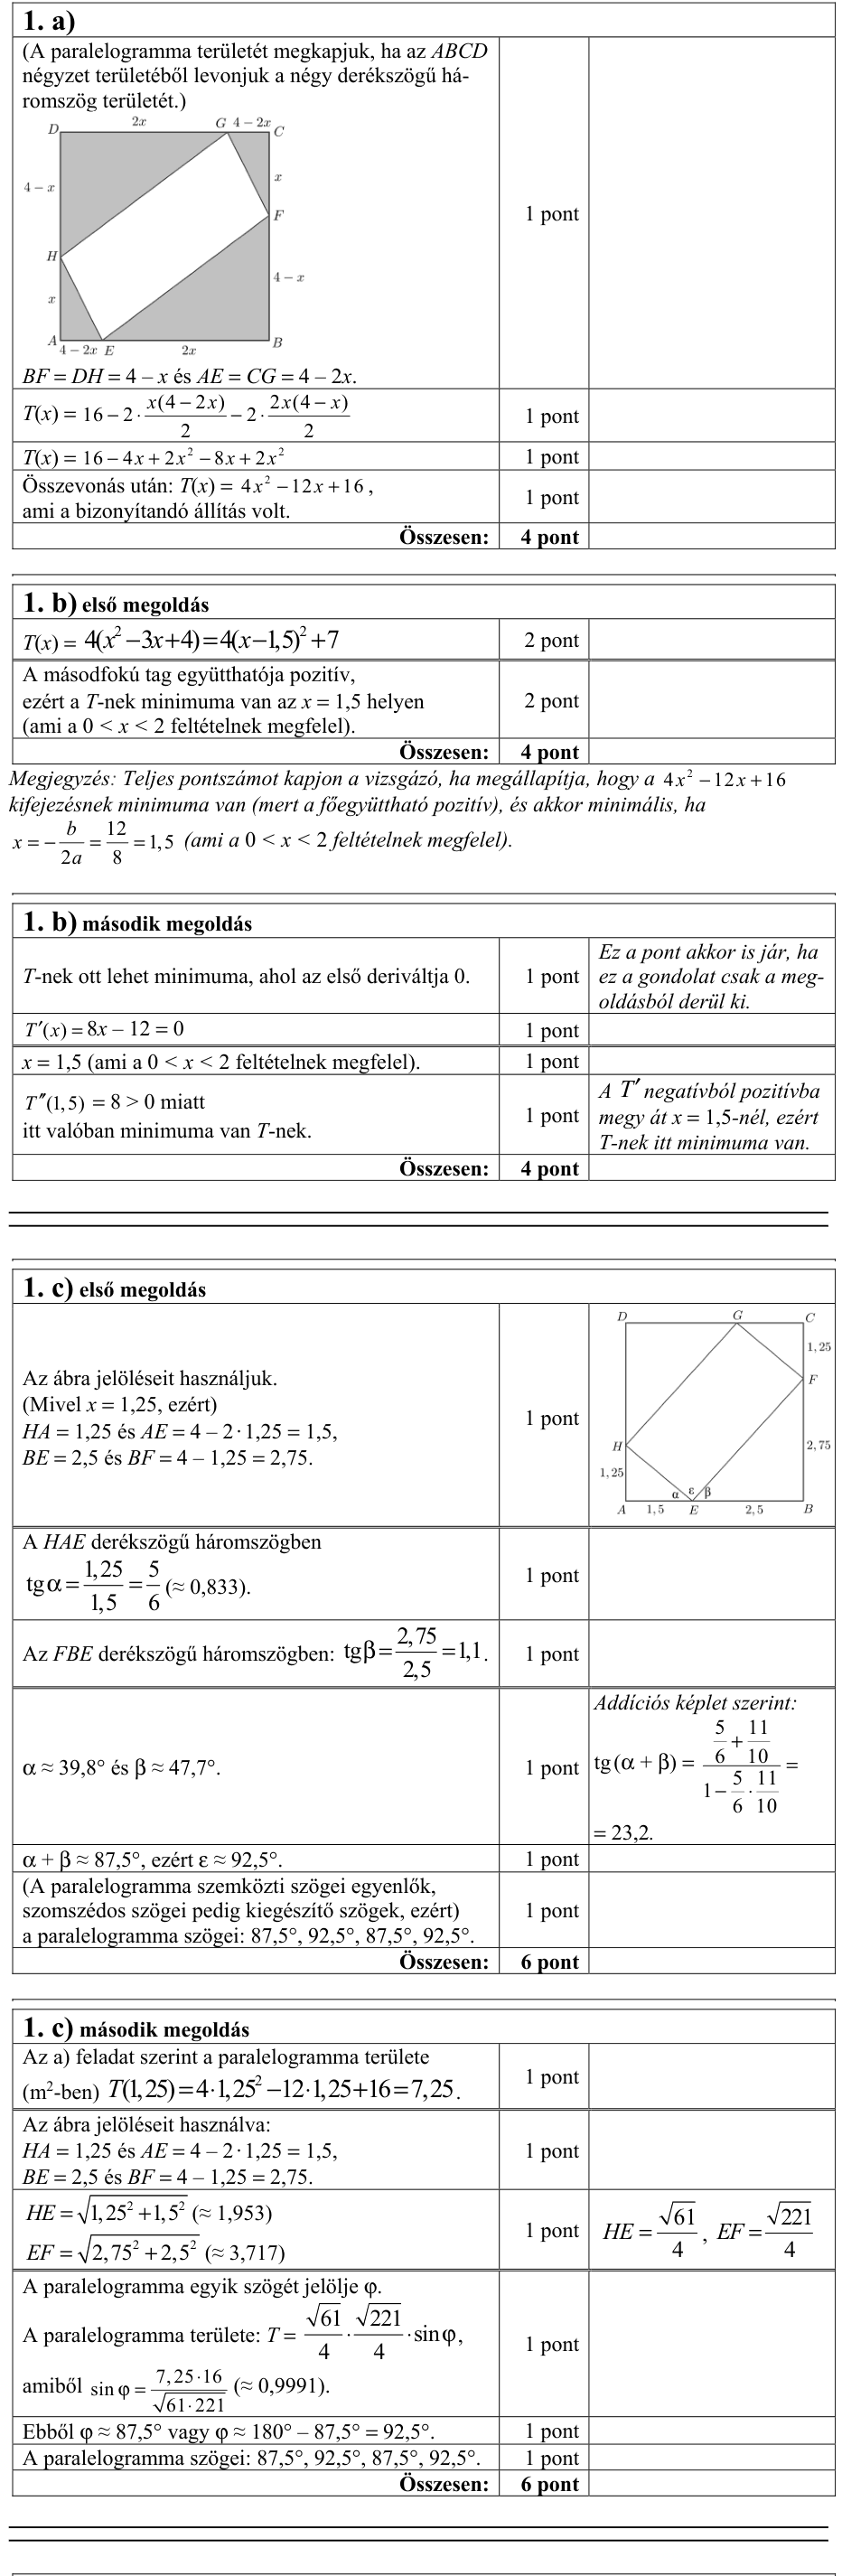 1. a)
(A paralelogramma területét megkapjuk, ha az ABCD
négyzet területéből levonjuk a négy derékszögű há-
romszög területét.)
D 2x G 4 – 2x C
4 – x
x
F
H
4 – x
x
A 4 – 2x E 2x B
BF = DH = 4 – x és AE = CG = 4 – 2x.
1 pont
T(x) = 16 – 2 · x(4 – 2x)/2 – 2 · 2x(4 – x)/2 1 pont
T(x) = 16 – 4x + 2x² – 8x + 2x² 1 pont
Összevonás után: T(x) = 4x² – 12x + 16 ,
ami a bizonyítandó állítás volt.
1 pont
Összesen: 4 pont
1. b) első megoldás
T(x) = 4(x² – 3x + 4) = 4(x – 1,5)² + 7 2 pont
A másodfokú tag együtthatója pozitív,
ezért a T-nek minimuma van az x = 1,5 helyen
(ami a 0 < x < 2 feltételnek megfelel).
2 pont
Összesen: 4 pont
Megjegyzés: Teljes pontszámot kapjon a vizsgázó, ha megállapítja, hogy a 4x² – 12x + 16
kifejezésnek minimuma van (mert a főegyüttható pozitív), és akkor minimális, ha
x = – b/2a = 12/8 = 1,5 (ami a 0 < x < 2 feltételnek megfelel).
1. b) második megoldás
T-nek ott lehet minimuma, ahol az első deriváltja 0. 1 pont
Ez a pont akkor is jár, ha
ez a gondolat csak a meg-
oldásból derül ki.
T′(x) = 8x – 12 = 0 1 pont
x = 1,5 (ami a 0 < x < 2 feltételnek megfelel). 1 pont
T″(1,5) = 8 > 0 miatt
itt valóban minimuma van T-nek.
1 pont
A T′ negatívból pozitívba
megy át x = 1,5-nél, ezért
T-nek itt minimuma van.
Összesen: 4 pont
1. c) első megoldás
Az ábra jelöléseit használjuk.
(Mivel x = 1,25, ezért)
HA = 1,25 és AE = 4 – 2 · 1,25 = 1,5,
BE = 2,5 és BF = 4 – 1,25 = 2,75.
1 pont
D G C
1,25
F
H 2,75
1,25
α ε β
A 1,5 E 2,5 B
A HAE derékszögű háromszögben
tg α = 1,25/1,5 = 5/6 (≈ 0,833).
1 pont
Az FBE derékszögű háromszögben: tg β = 2,75/2,5 = 1,1. 1 pont
α ≈ 39,8° és β ≈ 47,7°. 1 pont
Addíciós képlet szerint:
tg (α + β) = (5/6 + 11/10)/(1 – 5/6 · 11/10) =
= 23,2.
α + β ≈ 87,5°, ezért ε ≈ 92,5°. 1 pont
(A paralelogramma szemközti szögei egyenlők,
szomszédos szögei pedig kiegészítő szögek, ezért)
a paralelogramma szögei: 87,5°, 92,5°, 87,5°, 92,5°.
1 pont
Összesen: 6 pont
1. c) második megoldás
Az a) feladat szerint a paralelogramma területe
(m²-ben) T(1,25) = 4 · 1,25² – 12 · 1,25 + 16 = 7,25 .
1 pont
Az ábra jelöléseit használva:
HA = 1,25 és AE = 4 – 2 · 1,25 = 1,5,
BE = 2,5 és BF = 4 – 1,25 = 2,75.
1 pont
HE = √(1,25² + 1,5²) (≈ 1,953)
EF = √(2,75² + 2,5²) (≈ 3,717)
1 pont
HE = √61/4 , EF = √221/4
A paralelogramma egyik szögét jelölje φ.
A paralelogramma területe: T = √61/4 · √221/4 · sin φ ,
amiből sin φ = 7,25 · 16/√(61 · 221) (≈ 0,9991).
1 pont
Ebből φ ≈ 87,5° vagy φ ≈ 180° – 87,5° = 92,5°. 1 pont
A paralelogramma szögei: 87,5°, 92,5°, 87,5°, 92,5°. 1 pont
Összesen: 6 pont